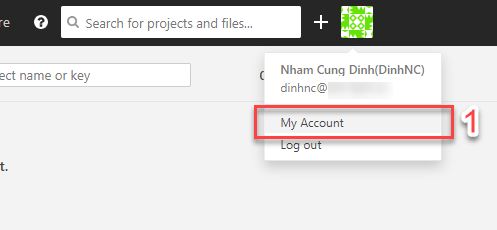 re ? Search for projects and files... +
ect name or key
Nham Cung Dinh(DinhNC)
dinhnc@
My Account 1
Log out
t.